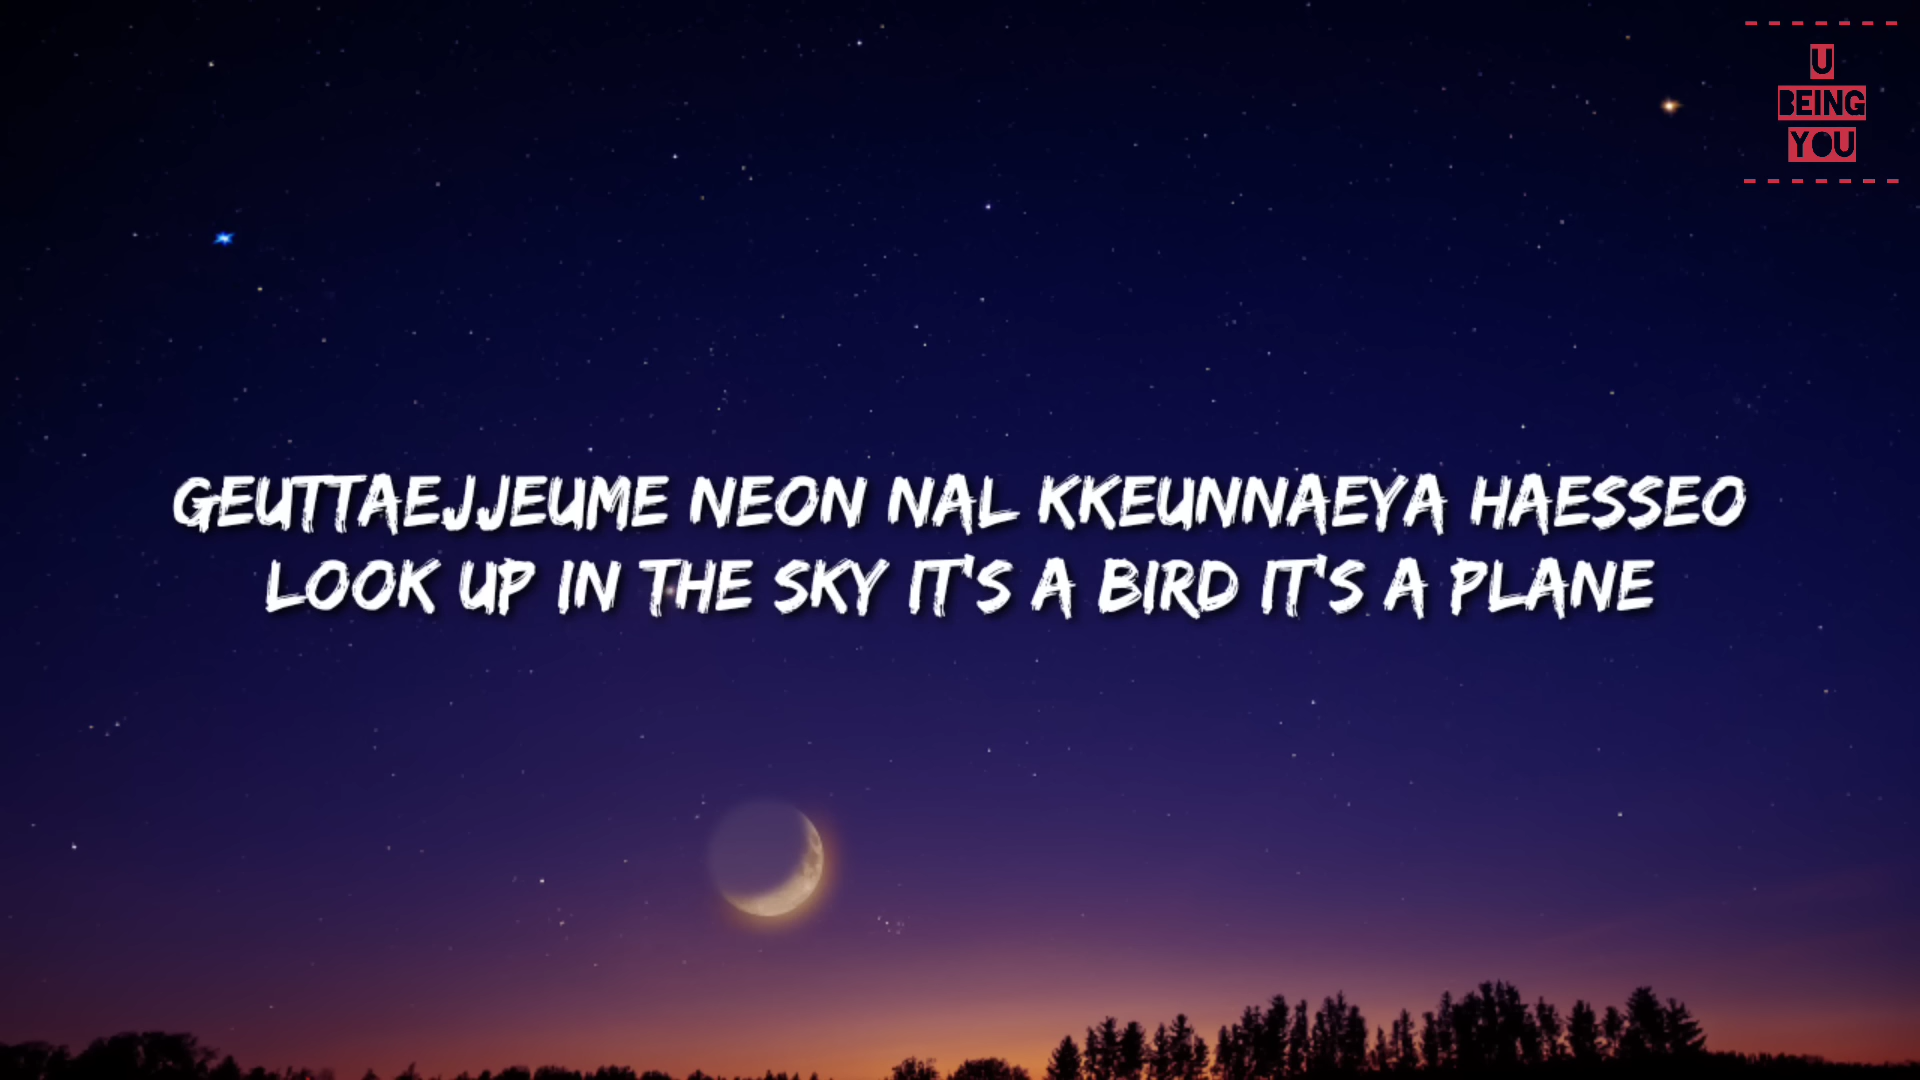 U
BEING
YOU
GEUTTAEJJEUME NEON NAL KKEUNNAEYA HAESSEO
LOOK UP IN THE SKY IT'S A BIRD IT'S A PLANE